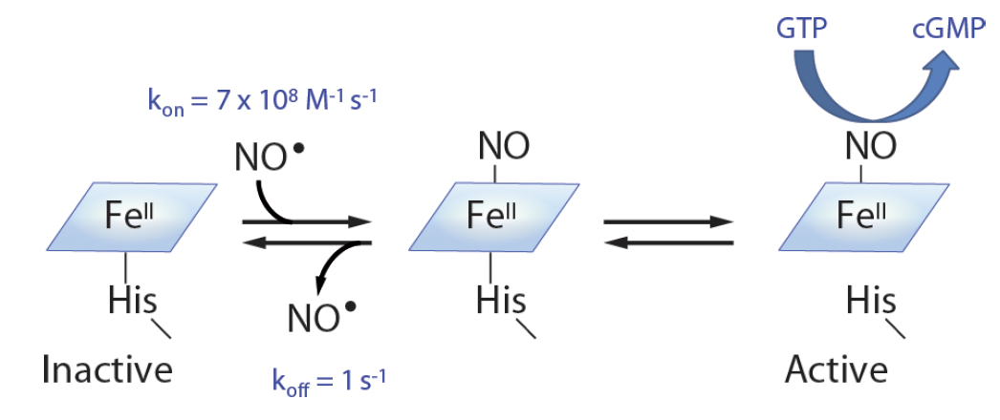 GTP cGMP
kon = 7 x 10⁸ M⁻¹ s⁻¹
NO• NO NO
Feᴵᴵ Feᴵᴵ Feᴵᴵ
His His His
NO•
Inactive Active
koff = 1 s⁻¹